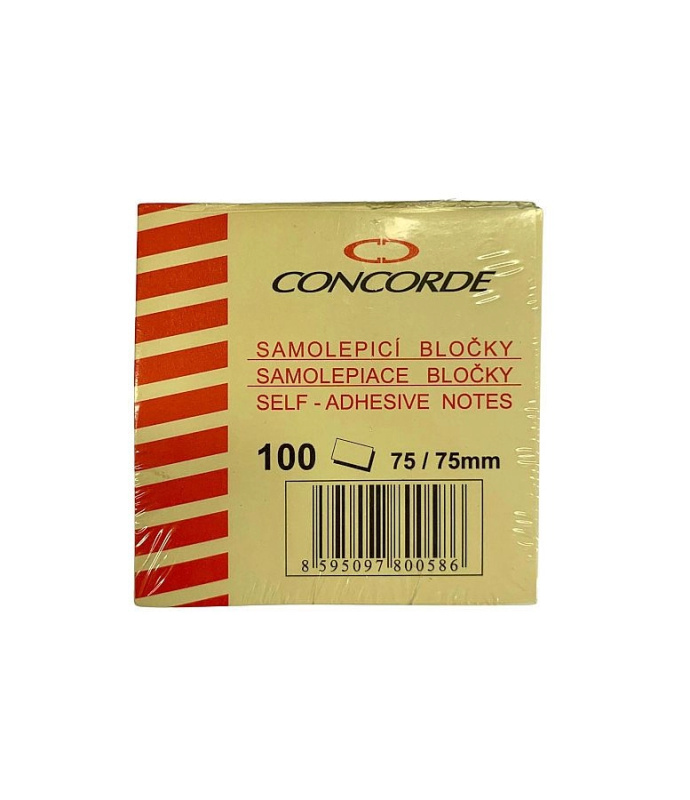 CONCORDE
SAMOLEPICÍ BLOČKY
SAMOLEPIACE BLOČKY
SELF - ADHESIVE NOTES
100 75 / 75mm
8 595097 800586